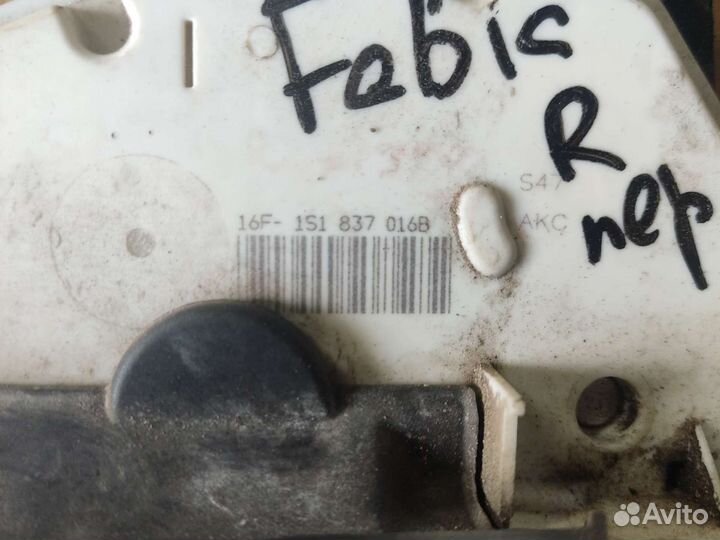 Fabia
R
пер
S47
AKÇ
16F- 1S1 837 016B
Avito